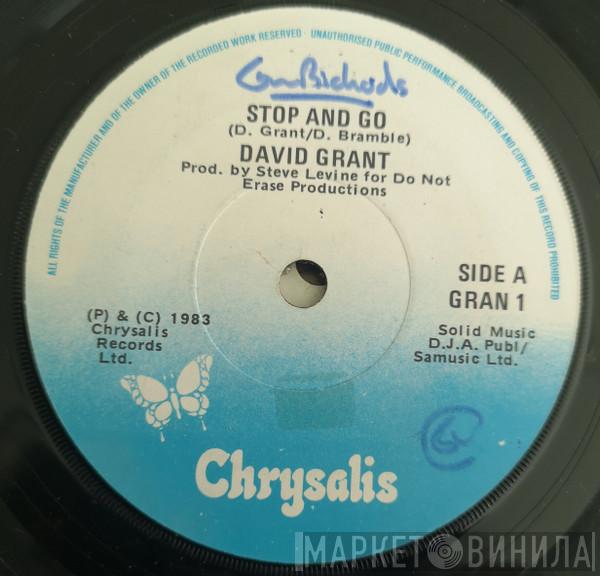 ALL RIGHTS OF THE MANUFACTURER AND OF THE OWNER OF THE RECORDED WORK RESERVED · UNAUTHORISED PUBLIC PERFORMANCE BROADCASTING AND COPYING OF THIS RECORD PROHIBITED
STOP AND GO
(D. Grant/D. Bramble)
DAVID GRANT
Prod. by Steve Levine for Do Not
Erase Productions
SIDE A
GRAN 1
(P) & (C) 1983
Chrysalis
Records
Ltd.
Solid Music
D.J.A. Publ/
Samusic Ltd.
Chrysalis
МАРКЕТ ВИНИЛА